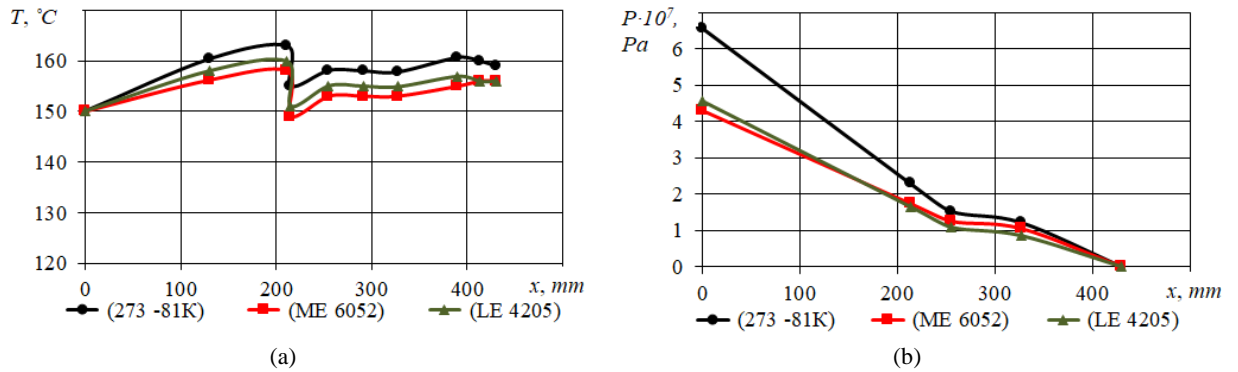 T, ˚C
160
150
140
130
120
0
100
200
300
400
x, mm
(273 -81K)
(ME 6052)
(LE 4205)
(a)
P·10⁷,
Pa
6
5
4
3
2
1
0
0
100
200
300
400
x, mm
(273 -81K)
(ME 6052)
(LE 4205)
(b)